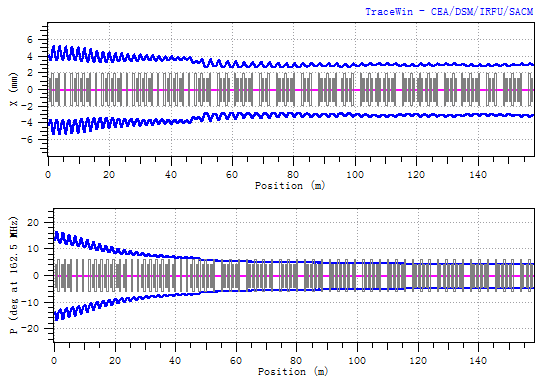 TraceWin - CEA/DSM/IRFU/SACM
6
4
2
0
-2
-4
-6
X (mm)
0 20 40 60 80 100 120 140
Position (m)
20
10
0
-10
-20
P (deg at 162.5 MHz)
0 20 40 60 80 100 120 140
Position (m)